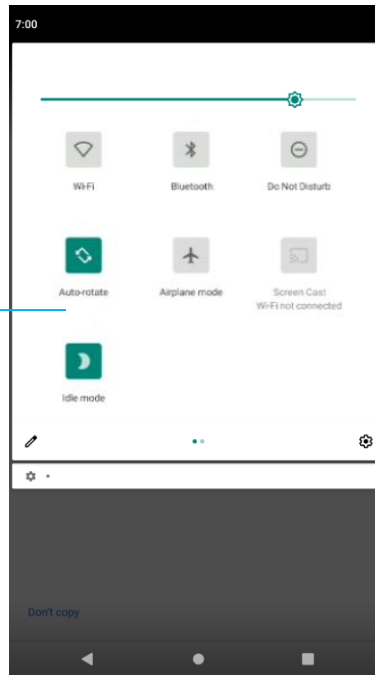 7:00
Wi-Fi Bluetooth Do Not Disturb
Auto-rotate Airplane mode Screen Cast
Wi-Fi not connected
Idle mode
Don't copy